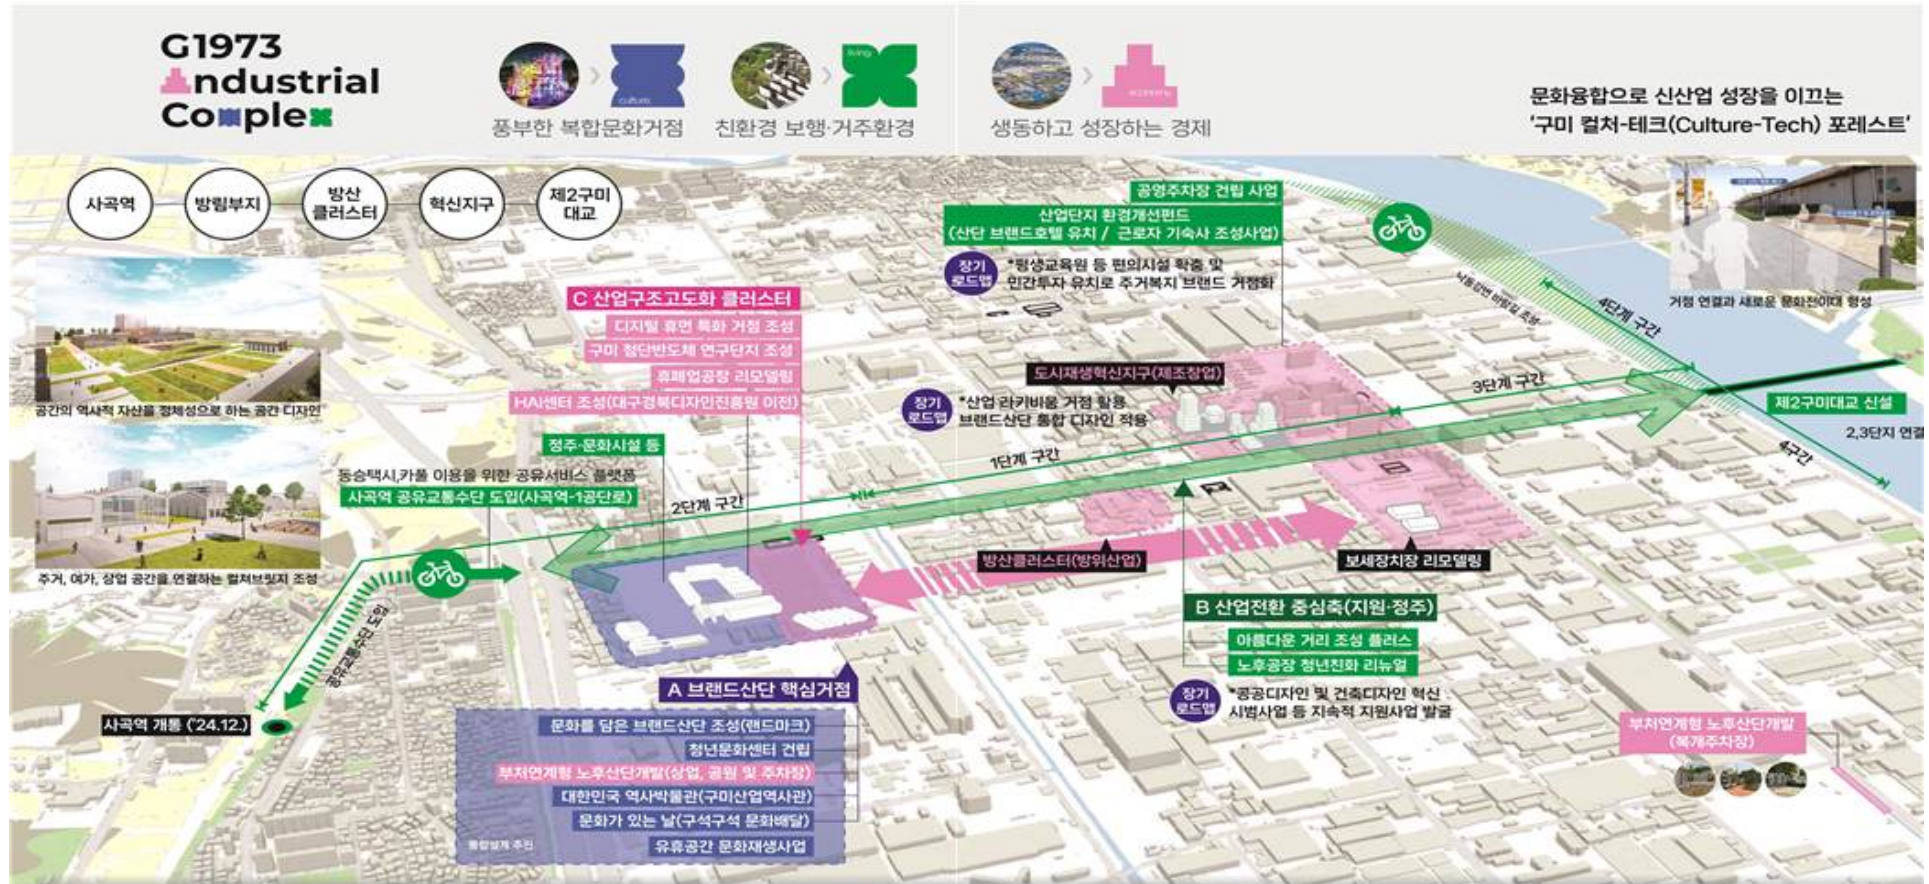 G1973
Industrial
Complex
culture
living
풍부한 복합문화거점
친환경 보행·거주환경
생동하고 성장하는 경제
문화융합으로 신산업 성장을 이끄는
'구미 컬처-테크(Culture-Tech) 포레스트'
사곡역
방림부지
방산
클러스터
혁신지구
제2구미
대교
공간의 역사적 자산을 정체성으로 하는 공간 디자인
주거, 여가, 상업 공간을 연결하는 컬쳐브릿지 조성
C 산업구조고도화 클러스터
디지털 휴먼 특화 거점 조성
구미 첨단반도체 연구단지 조성
휴폐업공장 리모델링
HAI센터 조성(대구경북디자인진흥원 이전)
정주·문화시설 등
동승택시,카풀 이용을 위한 공유서비스 플랫폼
사곡역 공유교통수단 도입(사곡역-1공단로)
공영주차장 건립 사업
산업단지 환경개선펀드
(산단 브랜드호텔 유치 / 근로자 기숙사 조성사업)
장기
로드맵
*평생교육원 등 편의시설 확충 및
민간투자 유치로 주거복지 브랜드 거점화
도시재생혁신지구(제조창업)
장기
로드맵
*산업 라키비움 거점 활용
브랜드산단 통합 디자인 적용
낙동강변 바람길 조성
거점 연결과 새로운 문화전이대 형성
4단계 구간
3단계 구간
1단계 구간
2단계 구간
제2구미대교 신설
2,3단지 연결
4구간
방산클러스터(방위산업)
보세장치장 리모델링
B 산업전환 중심축(지원·정주)
아름다운 거리 조성 플러스
노후공장 청년친화 리뉴얼
장기
로드맵
*공공디자인 및 건축디자인 혁신
시범사업 등 지속적 지원사업 발굴
공유교통수단 도입
사곡역 개통 ('24.12.)
A 브랜드산단 핵심거점
문화를 담은 브랜드산단 조성(랜드마크)
청년문화센터 건립
부처연계형 노후산단개발(상업, 공원 및 주차장)
대한민국 역사박물관(구미산업역사관)
문화가 있는 날(구석구석 문화배달)
유휴공간 문화재생사업
통합설계 추진
부처연계형 노후산단개발
(복개주차장)